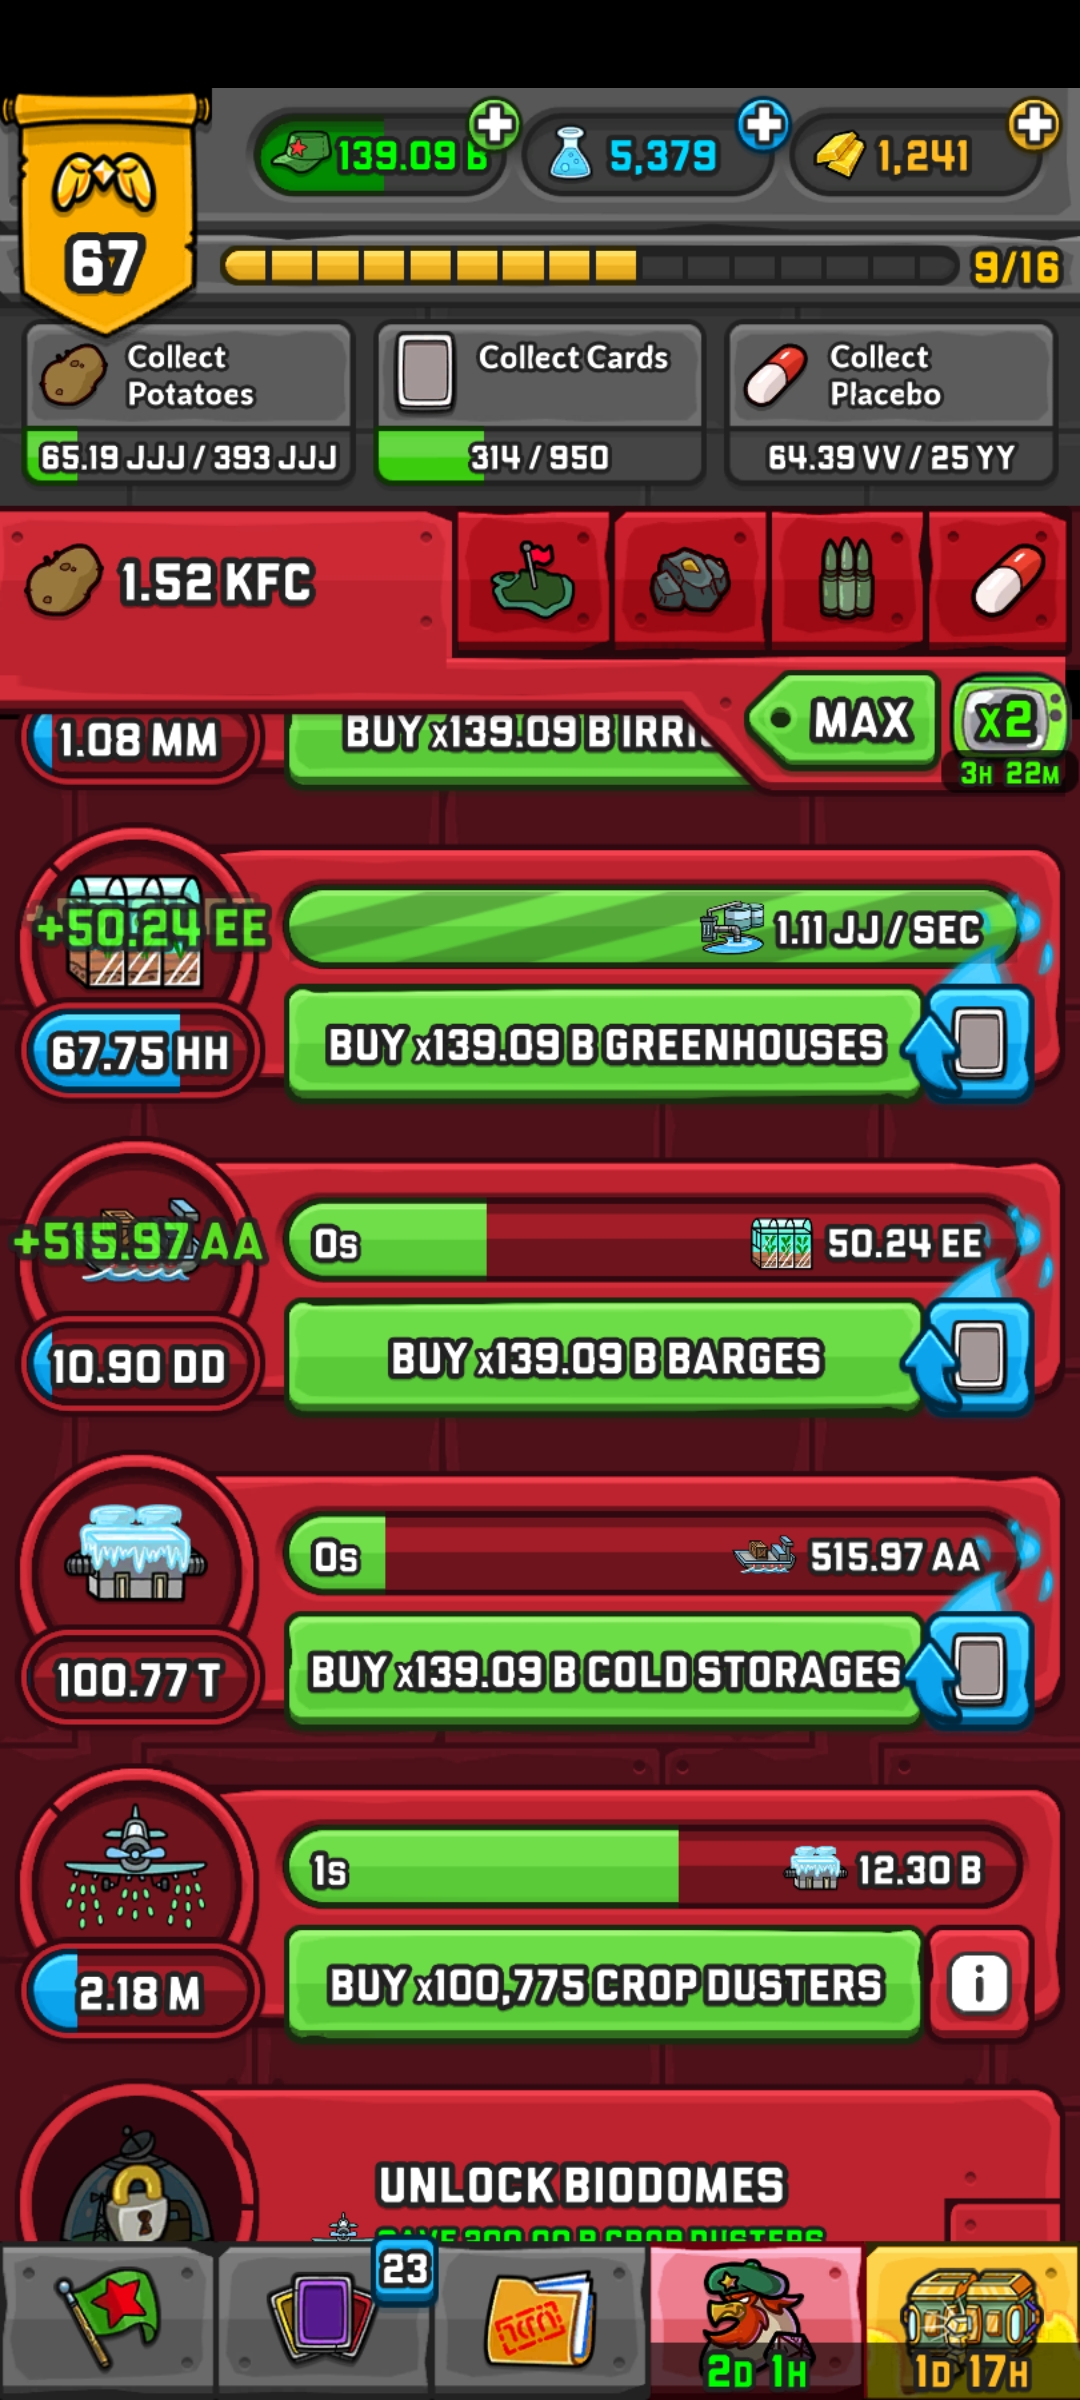 139.09 B
5,379
1,241
67
9/16
Collect
Potatoes
65.19 JJJ / 393 JJJ
Collect Cards
314 / 950
Collect
Placebo
64.39 VV / 25 YY
1.52 KFC
MAX
x2
3H 22M
1.08 MM
BUY x139.09 B
+50.24 EE
1.11 JJ / SEC
67.75 HH
BUY x139.09 B GREENHOUSES
+515.97 AA
0s
50.24 EE
10.90 DD
BUY x139.09 B BARGES
0s
515.97 AA
100.77 T
BUY x139.09 B COLD STORAGES
1s
12.30 B
2.18 M
BUY x100,775 CROP DUSTERS
i
UNLOCK BIODOMES
CROP DUSTERS
23
2D 1H
1D 17H